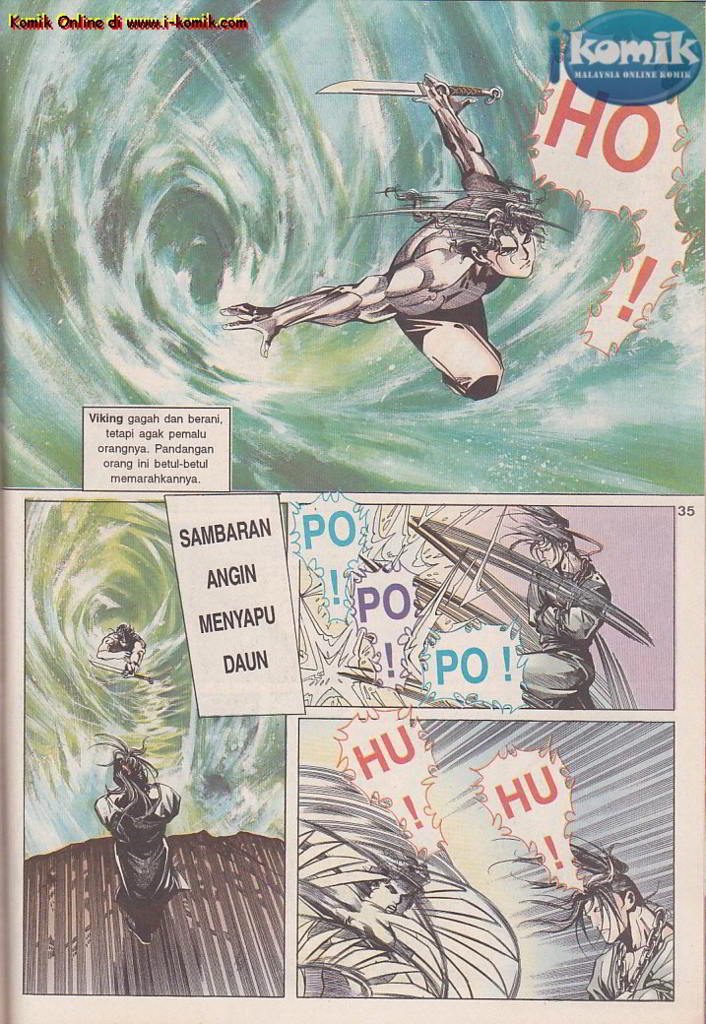 Komik Online di www.i-komik.com
ikomik
MALAYSIA ONLINE KOMIK
HO
!
Viking gagah dan berani,
tetapi agak pemalu
orangnya. Pandangan
orang ini betul-betul
memarahkannya.
35
SAMBARAN
ANGIN
MENYAPU
DAUN
PO
!
PO
!
PO !
HU
!
HU
!